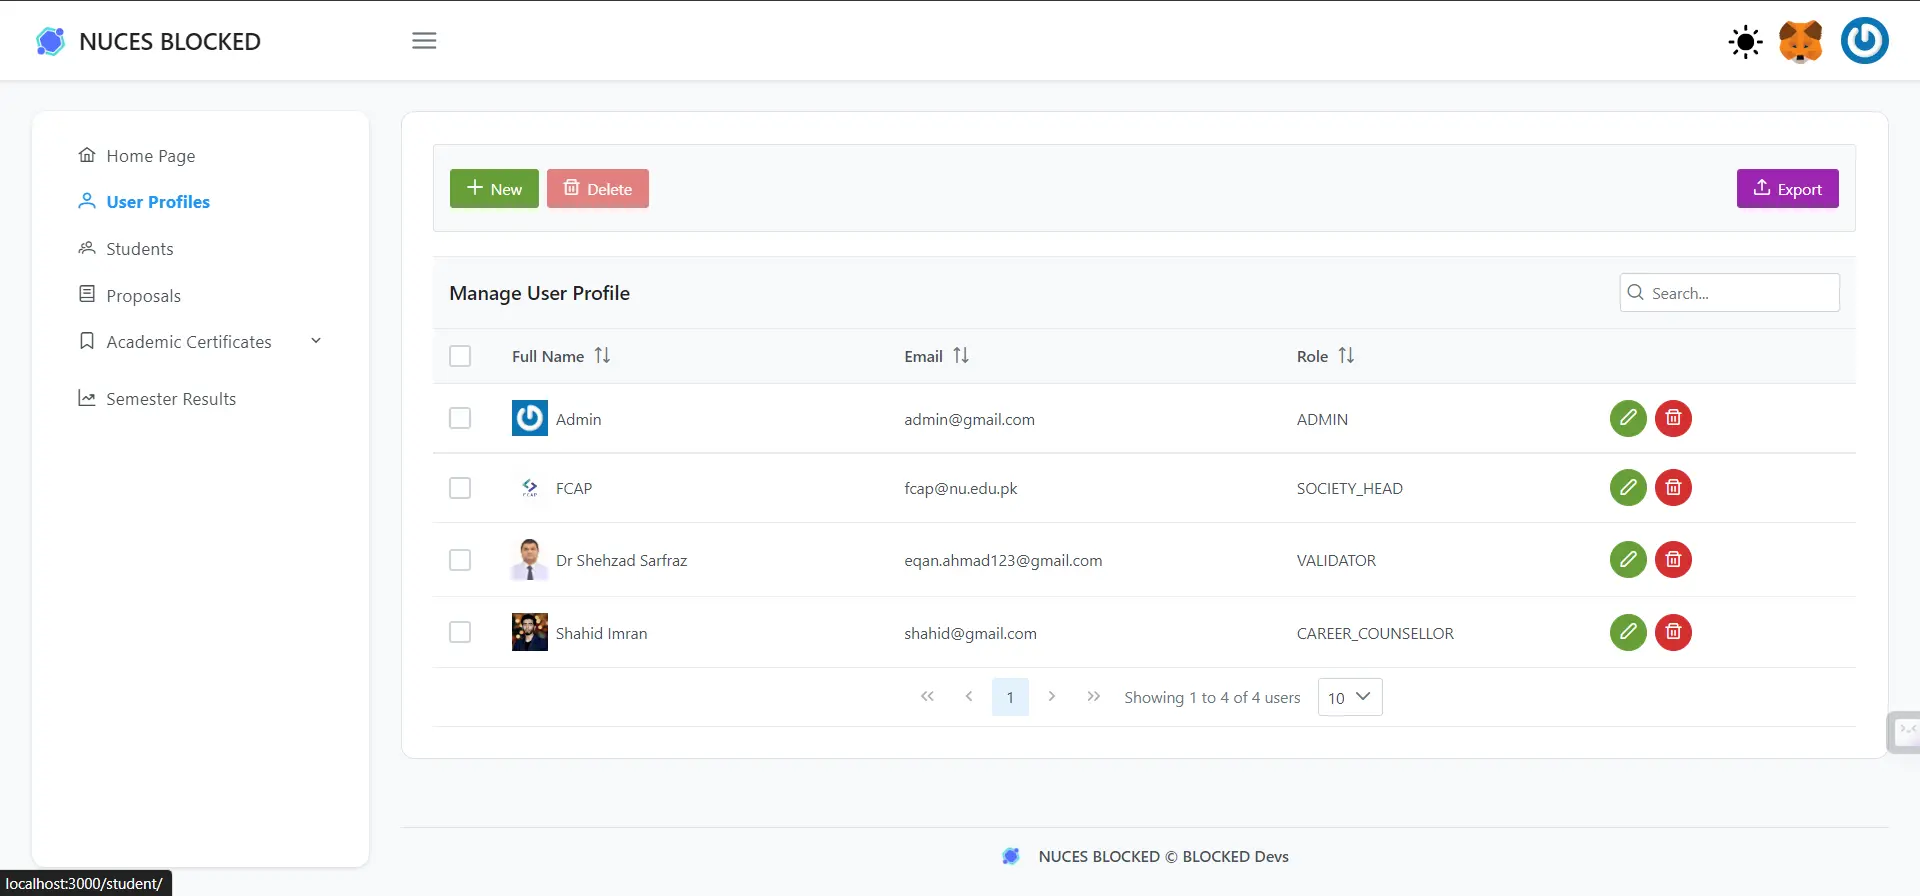 NUCES BLOCKED
Home Page
User Profiles
Students
Proposals
Academic Certificates
Semester Results
New
Delete
Export
Manage User Profile
Search...
Full Name Email Role
Admin admin@gmail.com ADMIN
FCAP FCAP fcap@nu.edu.pk SOCIETY_HEAD
Dr Shehzad Sarfraz eqan.ahmad123@gmail.com VALIDATOR
Shahid Imran shahid@gmail.com CAREER_COUNSELLOR
« ‹ 1 › » Showing 1 to 4 of 4 users 10
NUCES BLOCKED © BLOCKED Devs
localhost:3000/student/